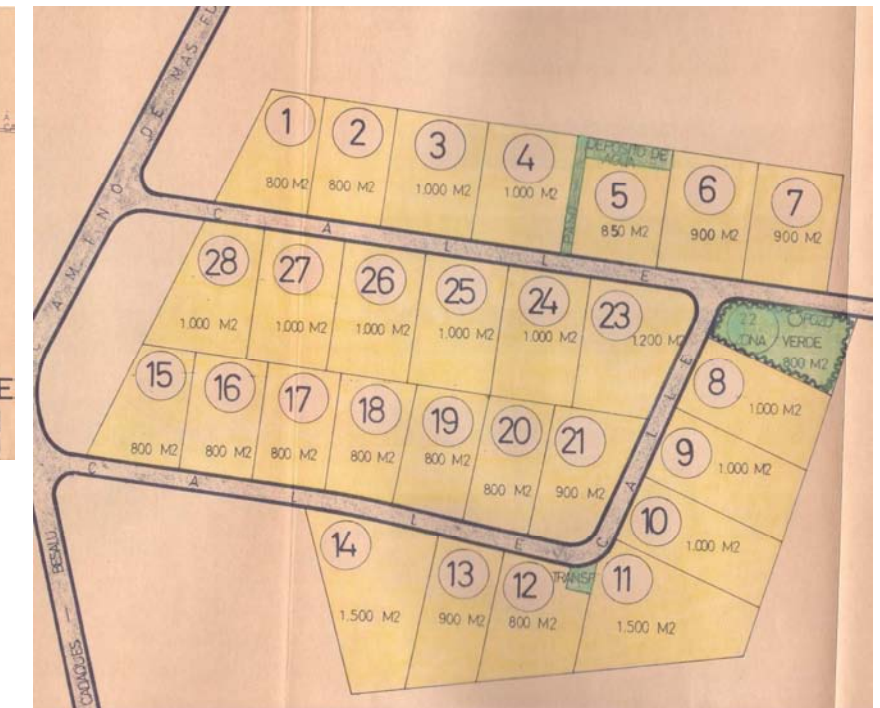 CAMINO DE MAS
1
800 M2
2
800 M2
3
1.000 M2
4
1.000 M2
DEPOSITO DE
AGUA
5
850 M2
6
900 M2
7
900 M2
CALLE
28
1.000 M2
27
1.000 M2
26
1.000 M2
25
1.000 M2
24
1.000 M2
23
1.200 M2
22
POZO
VERDE
800 M2
CALLE
8
1.000 M2
15
800 M2
16
800 M2
17
800 M2
18
800 M2
19
800 M2
20
800 M2
21
900 M2
9
1.000 M2
10
1.000 M2
CALLE
14
1.500 M2
13
900 M2
12
800 M2
TRANSF
11
1.500 M2
CADAQUES - BESALU
E